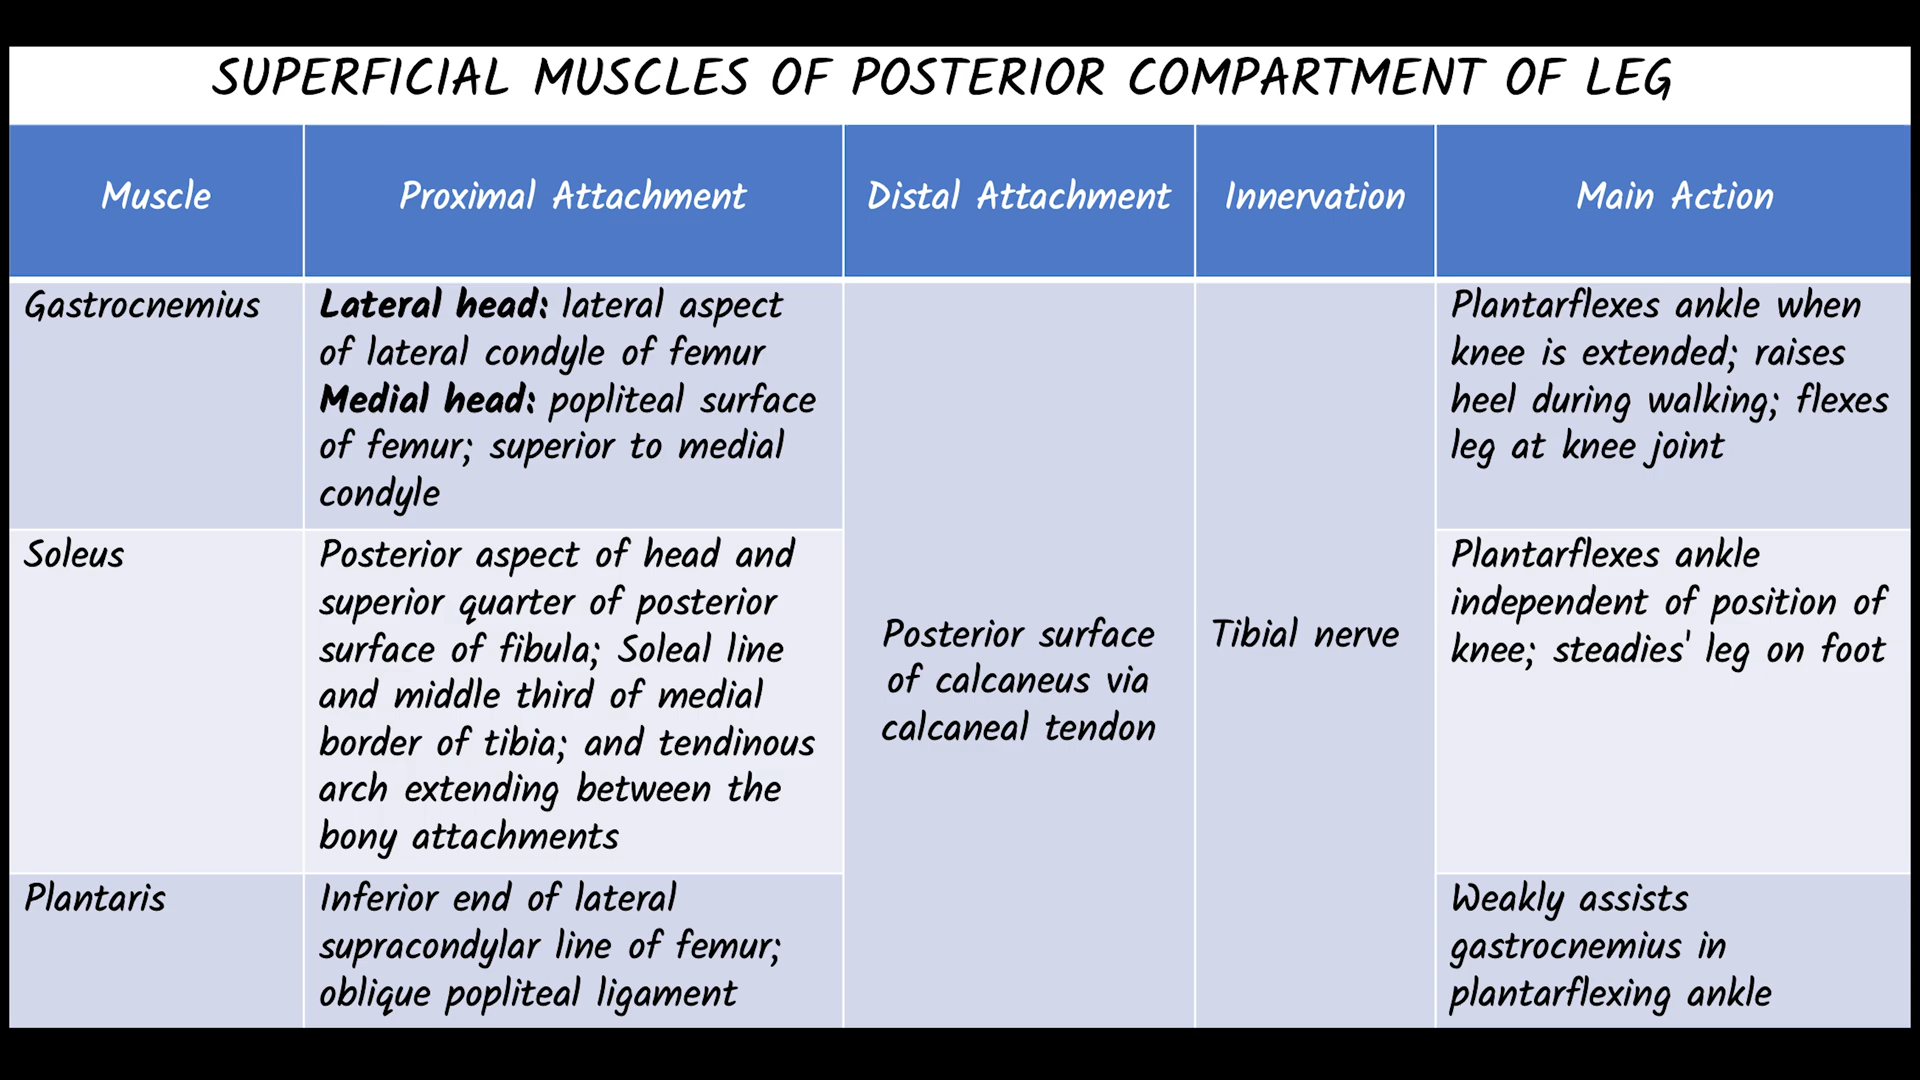 SUPERFICIAL MUSCLES OF POSTERIOR COMPARTMENT OF LEG
Muscle
Proximal Attachment
Distal Attachment
Innervation
Main Action
Gastrocnemius
Lateral head: lateral aspect
of lateral condyle of femur
Medial head: popliteal surface
of femur; superior to medial
condyle
Posterior surface
of calcaneus via
calcaneal tendon
Tibial nerve
Plantarflexes ankle when
knee is extended; raises
heel during walking; flexes
leg at knee joint
Soleus
Posterior aspect of head and
superior quarter of posterior
surface of fibula; Soleal line
and middle third of medial
border of tibia; and tendinous
arch extending between the
bony attachments
Plantarflexes ankle
independent of position of
knee; steadies' leg on foot
Plantaris
Inferior end of lateral
supracondylar line of femur;
oblique popliteal ligament
Weakly assists
gastrocnemius in
plantarflexing ankle